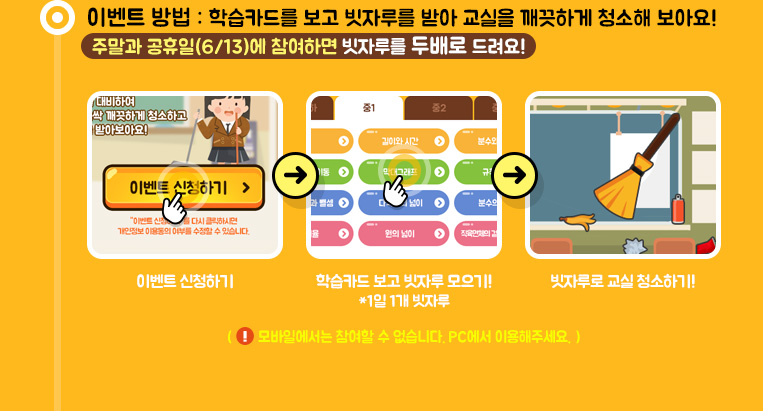 이벤트 방법 : 학습카드를 보고 빗자루를 받아 교실을 깨끗하게 청소해 보아요!
주말과 공휴일(6/13)에 참여하면 빗자루를 두배로 드려요!
대비하여
싹 깨끗하게 청소하고
받아보아요!
이벤트 신청하기
"이벤트 신청 를 다시 클릭하시면
개인정보 이용동의 여부를 수정할 수 있습니다.
중1 중2
길이와 시간 분수와
막대그래프
과 뺄셈 넓이 분수의
원의 넓이 직육면체의 겉
이벤트 신청하기
학습카드 보고 빗자루 모으기!
*1일 1개 빗자루
빗자루로 교실 청소하기!
( ! 모바일에서는 참여할 수 없습니다. PC에서 이용해주세요. )